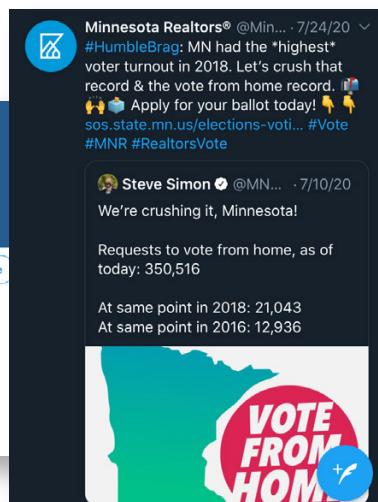 Minnesota Realtors® @Min... · 7/24/20
#HumbleBrag: MN had the *highest*
voter turnout in 2018. Let's crush that
record & the vote from home record. 📬
🙌🗳️ Apply for your ballot today! 👇👇
sos.state.mn.us/elections-voti... #Vote
#MNR #RealtorsVote
Steve Simon @MN... · 7/10/20
We're crushing it, Minnesota!
Requests to vote from home, as of
today: 350,516
At same point in 2018: 21,043
At same point in 2016: 12,936
VOTE
FROM
HOME